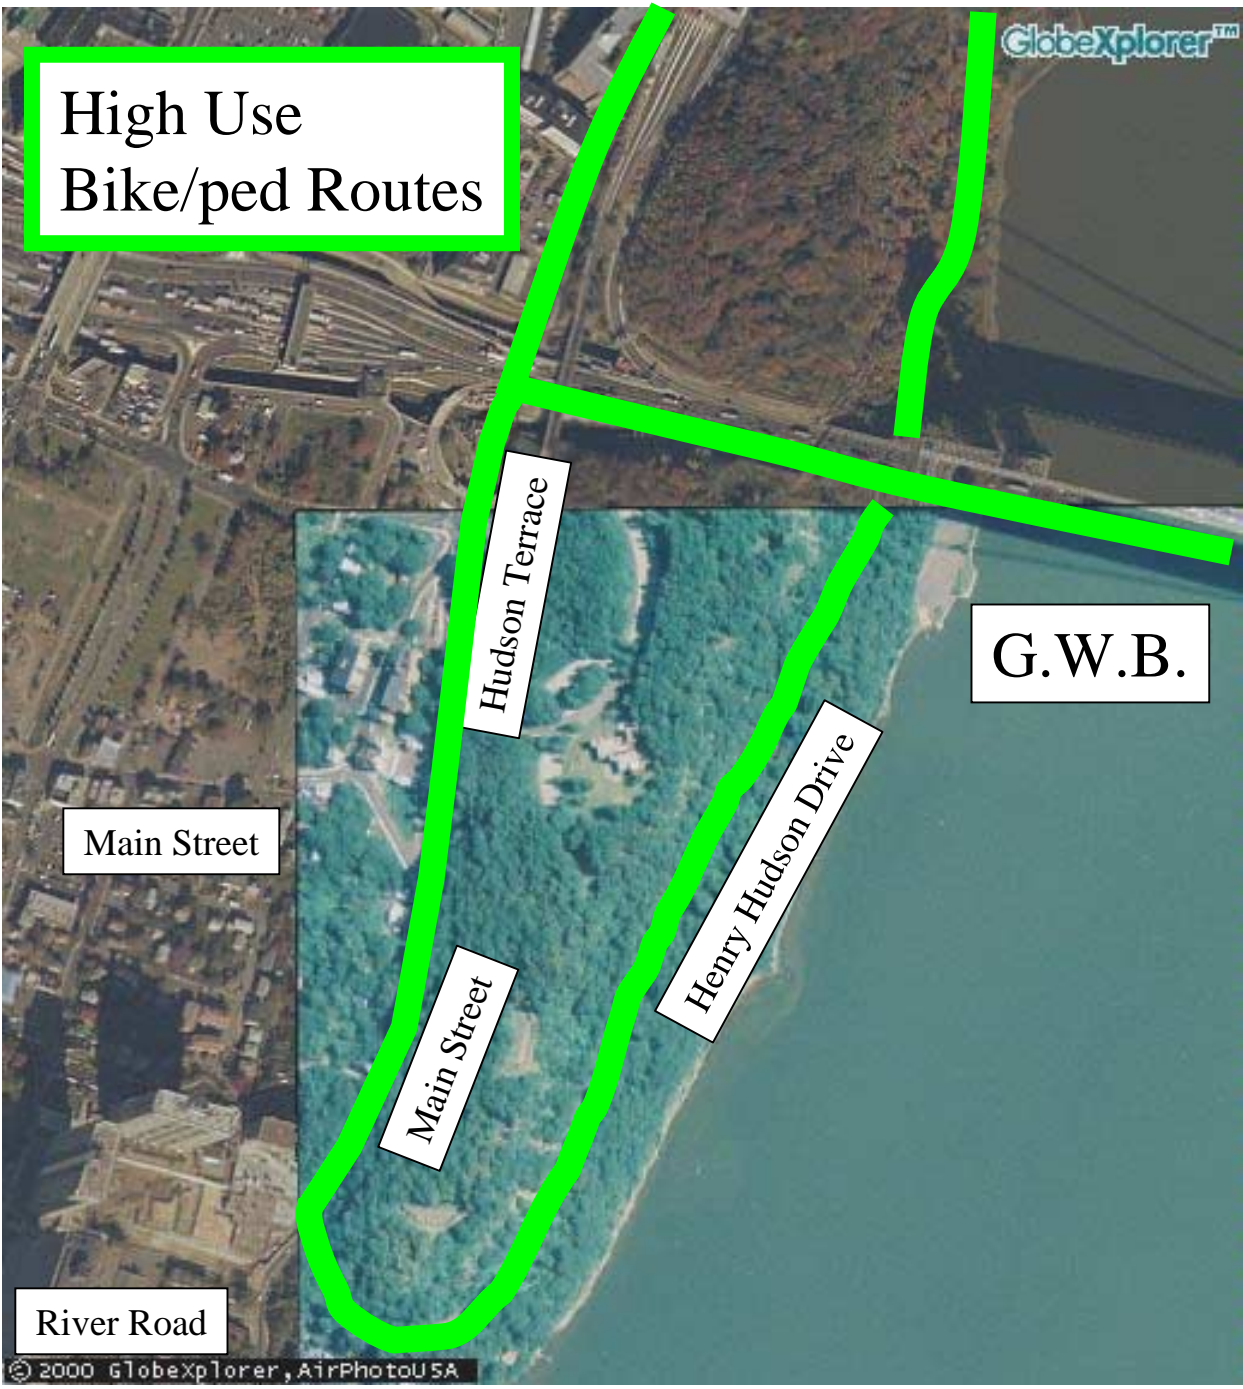 GlobeXplorer™
High Use
Bike/ped Routes
Hudson Terrace
G.W.B.
Henry Hudson Drive
Main Street
Main Street
River Road
© 2000 GlobeXplorer,AirPhotoUSA